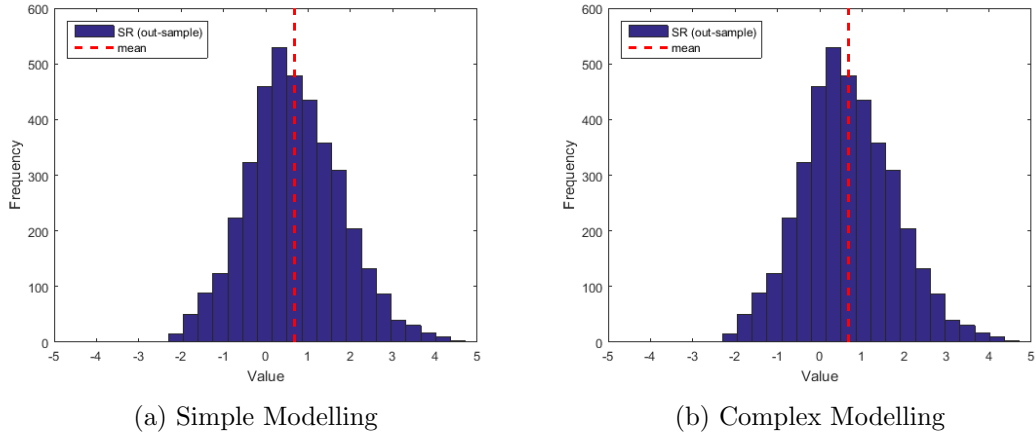 600
500
400
300
200
100
0
Frequency
SR (out-sample)
mean
-5 -4 -3 -2 -1 0 1 2 3 4 5
Value
(a) Simple Modelling
600
500
400
300
200
100
0
Frequency
SR (out-sample)
mean
-5 -4 -3 -2 -1 0 1 2 3 4 5
Value
(b) Complex Modelling